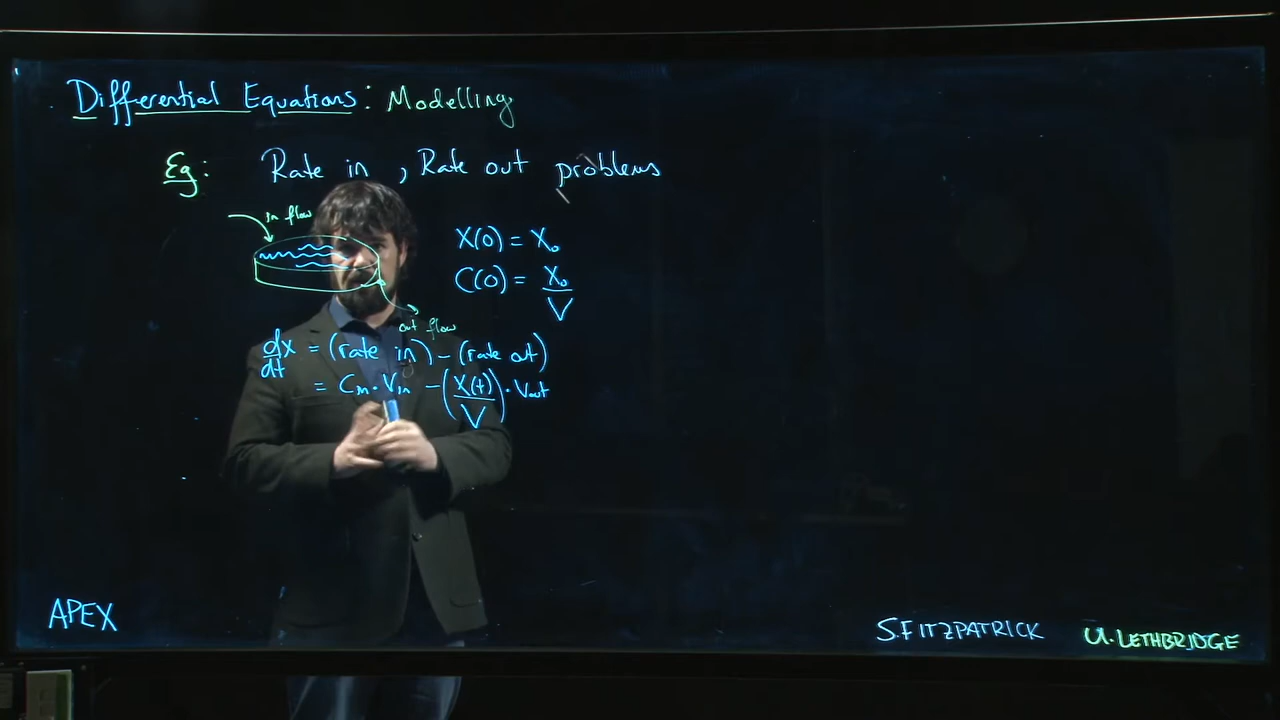 Differential Equations: Modelling
Eg: Rate in , Rate out problems
in flow
X(0) = X₀
C(0) = X₀/V
out flow
dx/dt = (rate in) - (rate out)
= Cin · Vin - (X(t)/V) · Vout
APEX
S.FITZPATRICK
U.LETHBRIDGE